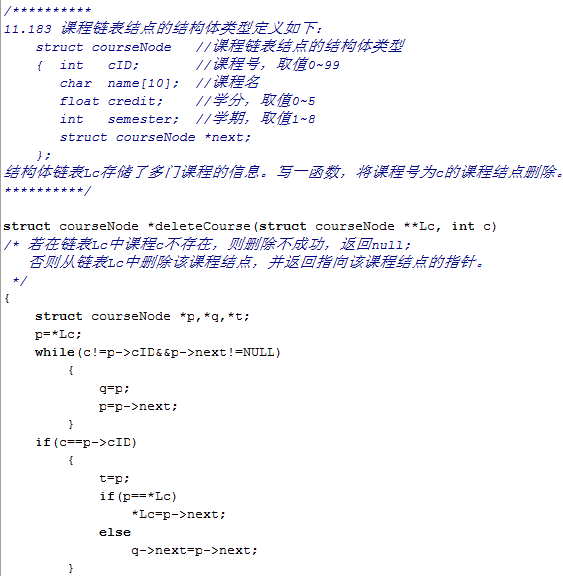 /**********
11.183 课程链表结点的结构体类型定义如下：
struct courseNode   //课程链表结点的结构体类型
{  int   cID;       //课程号，取值0~99
char  name[10];  //课程名
float credit;    //学分，取值0~5
int   semester;  //学期，取值1~8
struct courseNode *next;
};
结构体链表Lc存储了多门课程的信息。写一函数，将课程号为c的课程结点删除。
**********/
struct courseNode *deleteCourse(struct courseNode **Lc, int c)
/* 若在链表Lc中课程c不存在，则删除不成功，返回null；
否则从链表Lc中删除该课程结点，并返回指向该课程结点的指针。
*/
{
struct courseNode *p,*q,*t;
p=*Lc;
while(c!=p->cID&&p->next!=NULL)
{
q=p;
p=p->next;
}
if(c==p->cID)
{
t=p;
if(p==*Lc)
*Lc=p->next;
else
q->next=p->next;
}